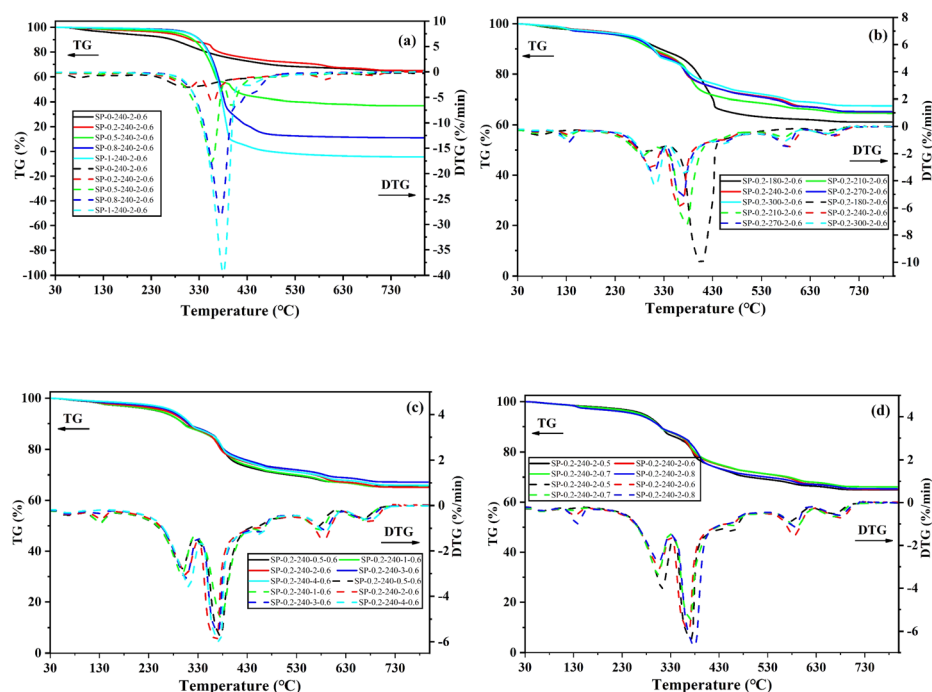 (a)
TG
DTG
SP-0-240-2-0.6
SP-0.2-240-2-0.6
SP-0.5-240-2-0.6
SP-0.8-240-2-0.6
SP-1-240-2-0.6
SP-0-240-2-0.6
SP-0.2-240-2-0.6
SP-0.5-240-2-0.6
SP-0.8-240-2-0.6
SP-1-240-2-0.6
TG (%)
100
80
60
40
20
0
-20
-40
-60
-80
-100
DTG (%/min)
10
5
0
-5
-10
-15
-20
-25
-30
-35
-40
30 130 230 330 430 530 630 730
Temperature (℃)
(b)
TG
DTG
SP-0.2-180-2-0.6 SP-0.2-210-2-0.6
SP-0.2-240-2-0.6 SP-0.2-270-2-0.6
SP-0.2-300-2-0.6 SP-0.2-180-2-0.6
SP-0.2-210-2-0.6 SP-0.2-240-2-0.6
SP-0.2-270-2-0.6 SP-0.2-300-2-0.6
TG (%)
100
80
60
40
20
0
DTG (%/min)
8
6
4
2
0
-2
-4
-6
-8
-10
30 130 230 330 430 530 630 730
Temperature (℃)
(c)
TG
DTG
SP-0.2-240-0.5-0.6 SP-0.2-240-1-0.6
SP-0.2-240-2-0.6 SP-0.2-240-3-0.6
SP-0.2-240-4-0.6 SP-0.2-240-0.5-0.6
SP-0.2-240-1-0.6 SP-0.2-240-2-0.6
SP-0.2-240-3-0.6 SP-0.2-240-4-0.6
TG (%)
100
80
60
40
20
0
DTG (%/min)
4
2
0
-2
-4
-6
30 130 230 330 430 530 630 730
Temperature (℃)
(d)
TG
DTG
SP-0.2-240-2-0.5 SP-0.2-240-2-0.6
SP-0.2-240-2-0.7 SP-0.2-240-2-0.8
SP-0.2-240-2-0.5 SP-0.2-240-2-0.6
SP-0.2-240-2-0.7 SP-0.2-240-2-0.8
TG (%)
100
80
60
40
20
0
DTG (%/min)
4
2
0
-2
-4
-6
30 130 230 330 430 530 630 730
Temperature (℃)